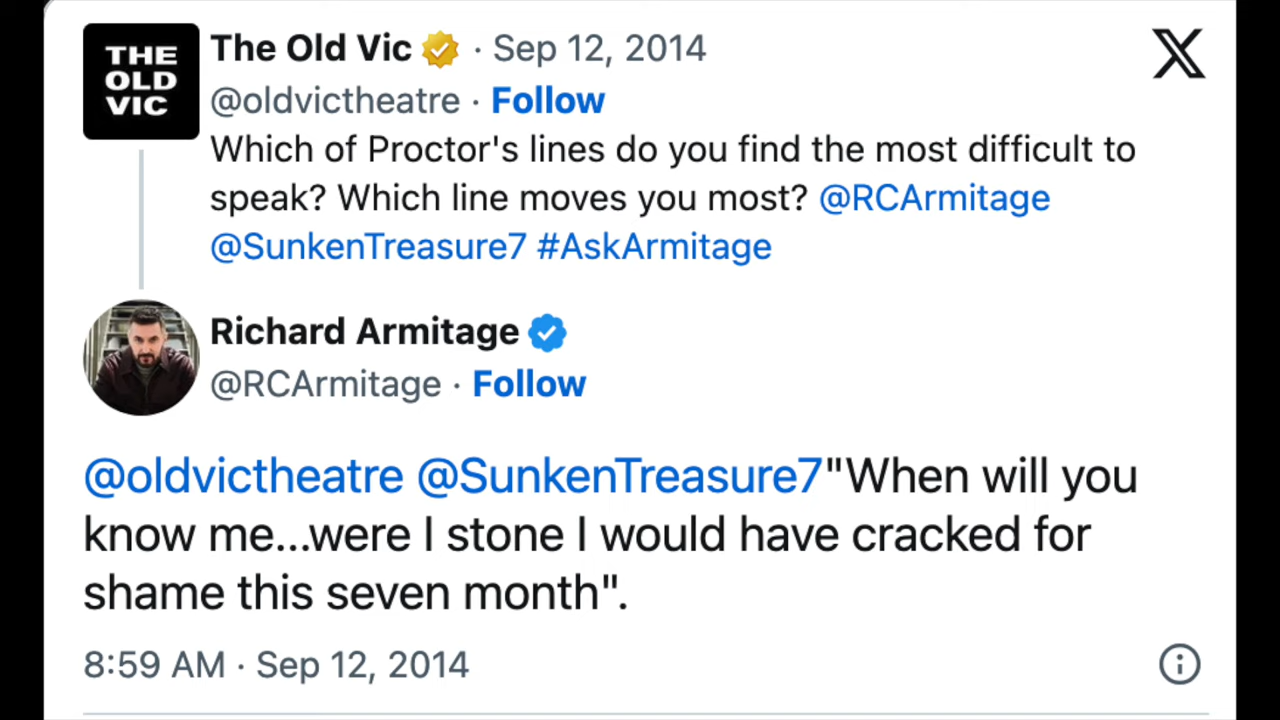 THE
OLD
VIC
The Old Vic · Sep 12, 2014
@oldvictheatre · Follow
Which of Proctor's lines do you find the most difficult to
speak? Which line moves you most? @RCArmitage
@SunkenTreasure7 #AskArmitage
Richard Armitage
@RCArmitage · Follow
@oldvictheatre @SunkenTreasure7"When will you
know me...were I stone I would have cracked for
shame this seven month".
8:59 AM · Sep 12, 2014